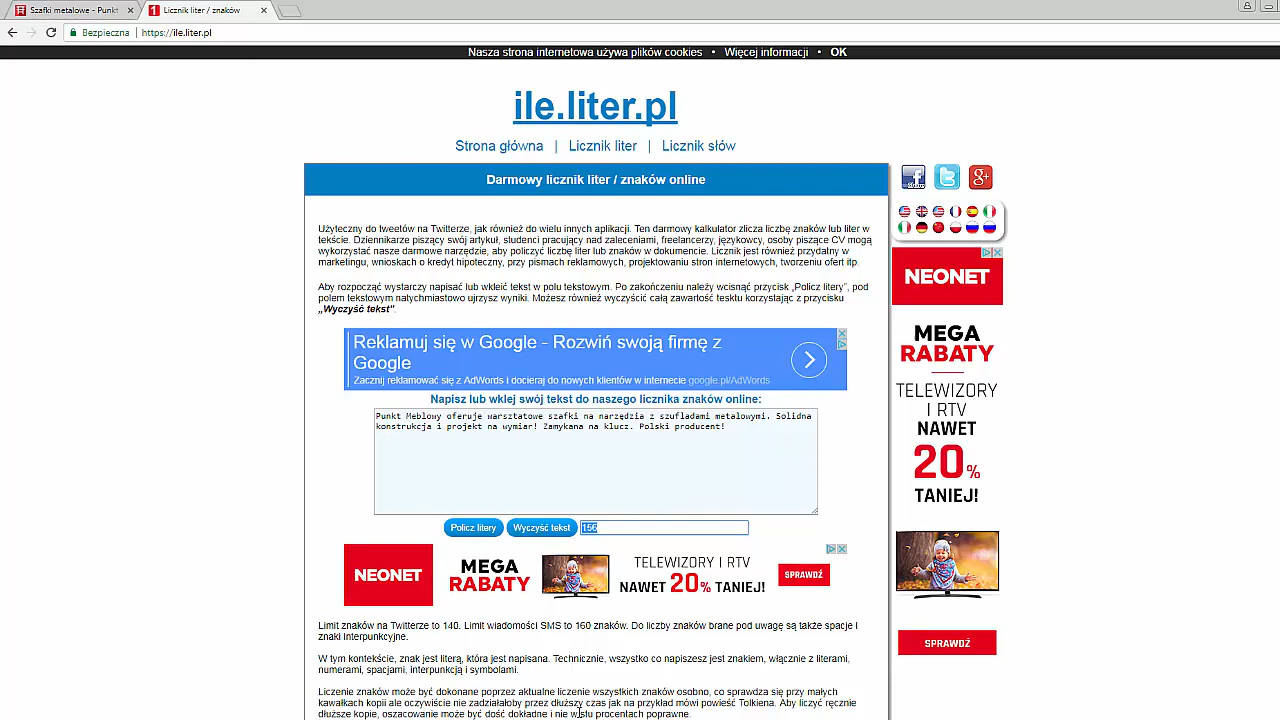 Szafki metalowe - Punkt
Licznik liter / znaków
Bezpieczna
https://ile.liter.pl
Nasza strona internetowa używa plików cookies • Więcej informacji • OK
ile.liter.pl
Strona główna | Licznik liter | Licznik słów
Darmowy licznik liter / znaków online
Użyteczny do tweetów na Twitterze, jak również do wielu innych aplikacji. Ten darmowy kalkulator zlicza liczbę znaków lub liter w
tekście. Dziennikarze piszący swój artykuł, studenci pracujący nad zaleceniami, freelancerzy, językowcy, osoby piszące CV mogą
wykorzystać nasze darmowe narzędzie, aby policzyć liczbę liter lub znaków w dokumencie. Licznik jest również przydatny w
marketingu, wnioskach o kredyt hipoteczny, przy pismach reklamowych, projektowaniu stron internetowych, tworzeniu ofert itp.
Aby rozpocząć wystarczy napisać lub wkleić tekst w polu tekstowym. Po zakończeniu należy wcisnąć przycisk „Policz litery”, pod
polem tekstowym natychmiastowo ujrzysz wyniki. Możesz również wyczyścić całą zawartość tesktu korzystając z przycisku
„Wyczyść tekst”.
Reklamuj się w Google - Rozwiń swoją firmę z
Google
Zacznij reklamować się z AdWords i docieraj do nowych klientów w internecie google.pl/AdWords
Napisz lub wklej swój tekst do naszego licznika znaków online:
Punkt Meblowy oferuje warsztatowe szafki na narzędzia z szufladami metalowymi. Solidna
konstrukcja i projekt na wymiar! Zamykana na klucz. Polski producent!
Policz litery
Wyczyść tekst
156
NEONET
MEGA
RABATY
TELEWIZORY I RTV
NAWET 20% TANIEJ!
SPRAWDŹ
Limit znaków na Twitterze to 140. Limit wiadomości SMS to 160 znaków. Do liczby znaków brane pod uwagę są także spacje I
znaki Interpunkcyjne.
W tym kontekście, znak jest literą, która jest napisana. Technicznie, wszystko co napiszesz jest znakiem, włącznie z literami,
numerami, spacjami, interpunkcją i symbolami.
Liczenie znaków może być dokonane poprzez aktualne liczenie wszystkich znaków osobno, co sprawdza się przy małych
kawałkach kopii ale oczywiście nie zadziałałoby przez dłuższy czas jak na przykład mówi powieść Tolkiena. Aby liczyć ręcznie
dłuższe kopie, oszacowanie może być dość dokładne i nie w stu procentach poprawne.
NEONET
MEGA
RABATY
TELEWIZORY
I RTV
NAWET
20%
TANIEJ!
SPRAWDŹ